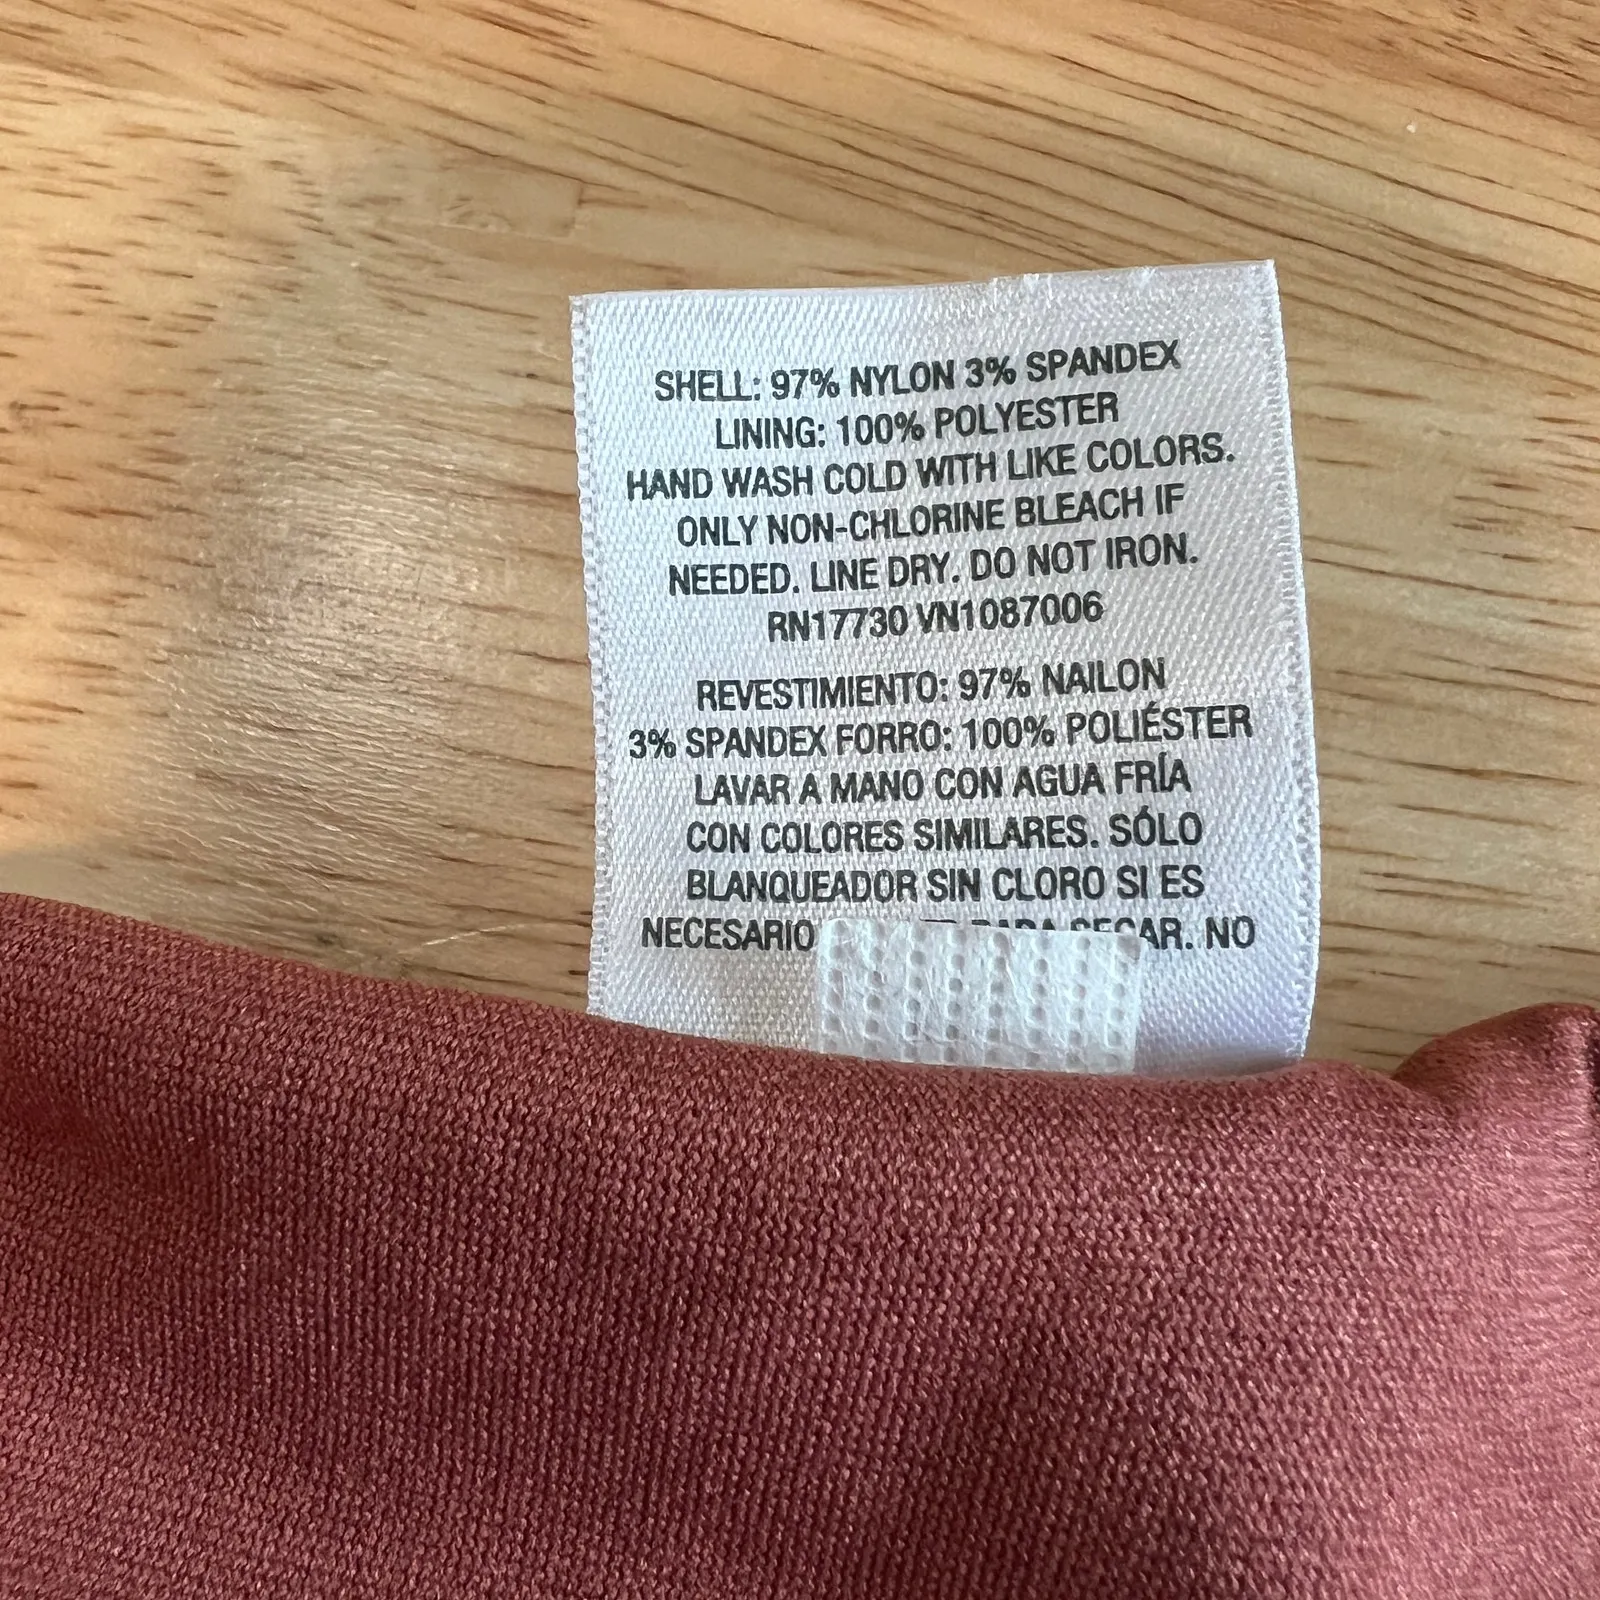 SHELL: 97% NYLON 3% SPANDEX
LINING: 100% POLYESTER
HAND WASH COLD WITH LIKE COLORS.
ONLY NON-CHLORINE BLEACH IF
NEEDED. LINE DRY. DO NOT IRON.
RN17730 VN1087006
REVESTIMIENTO: 97% NAILON
3% SPANDEX FORRO: 100% POLIÉSTER
LAVAR A MANO CON AGUA FRÍA
CON COLORES SIMILARES. SÓLO
BLANQUEADOR SIN CLORO SI ES
NECESARIO PARA SECAR. NO